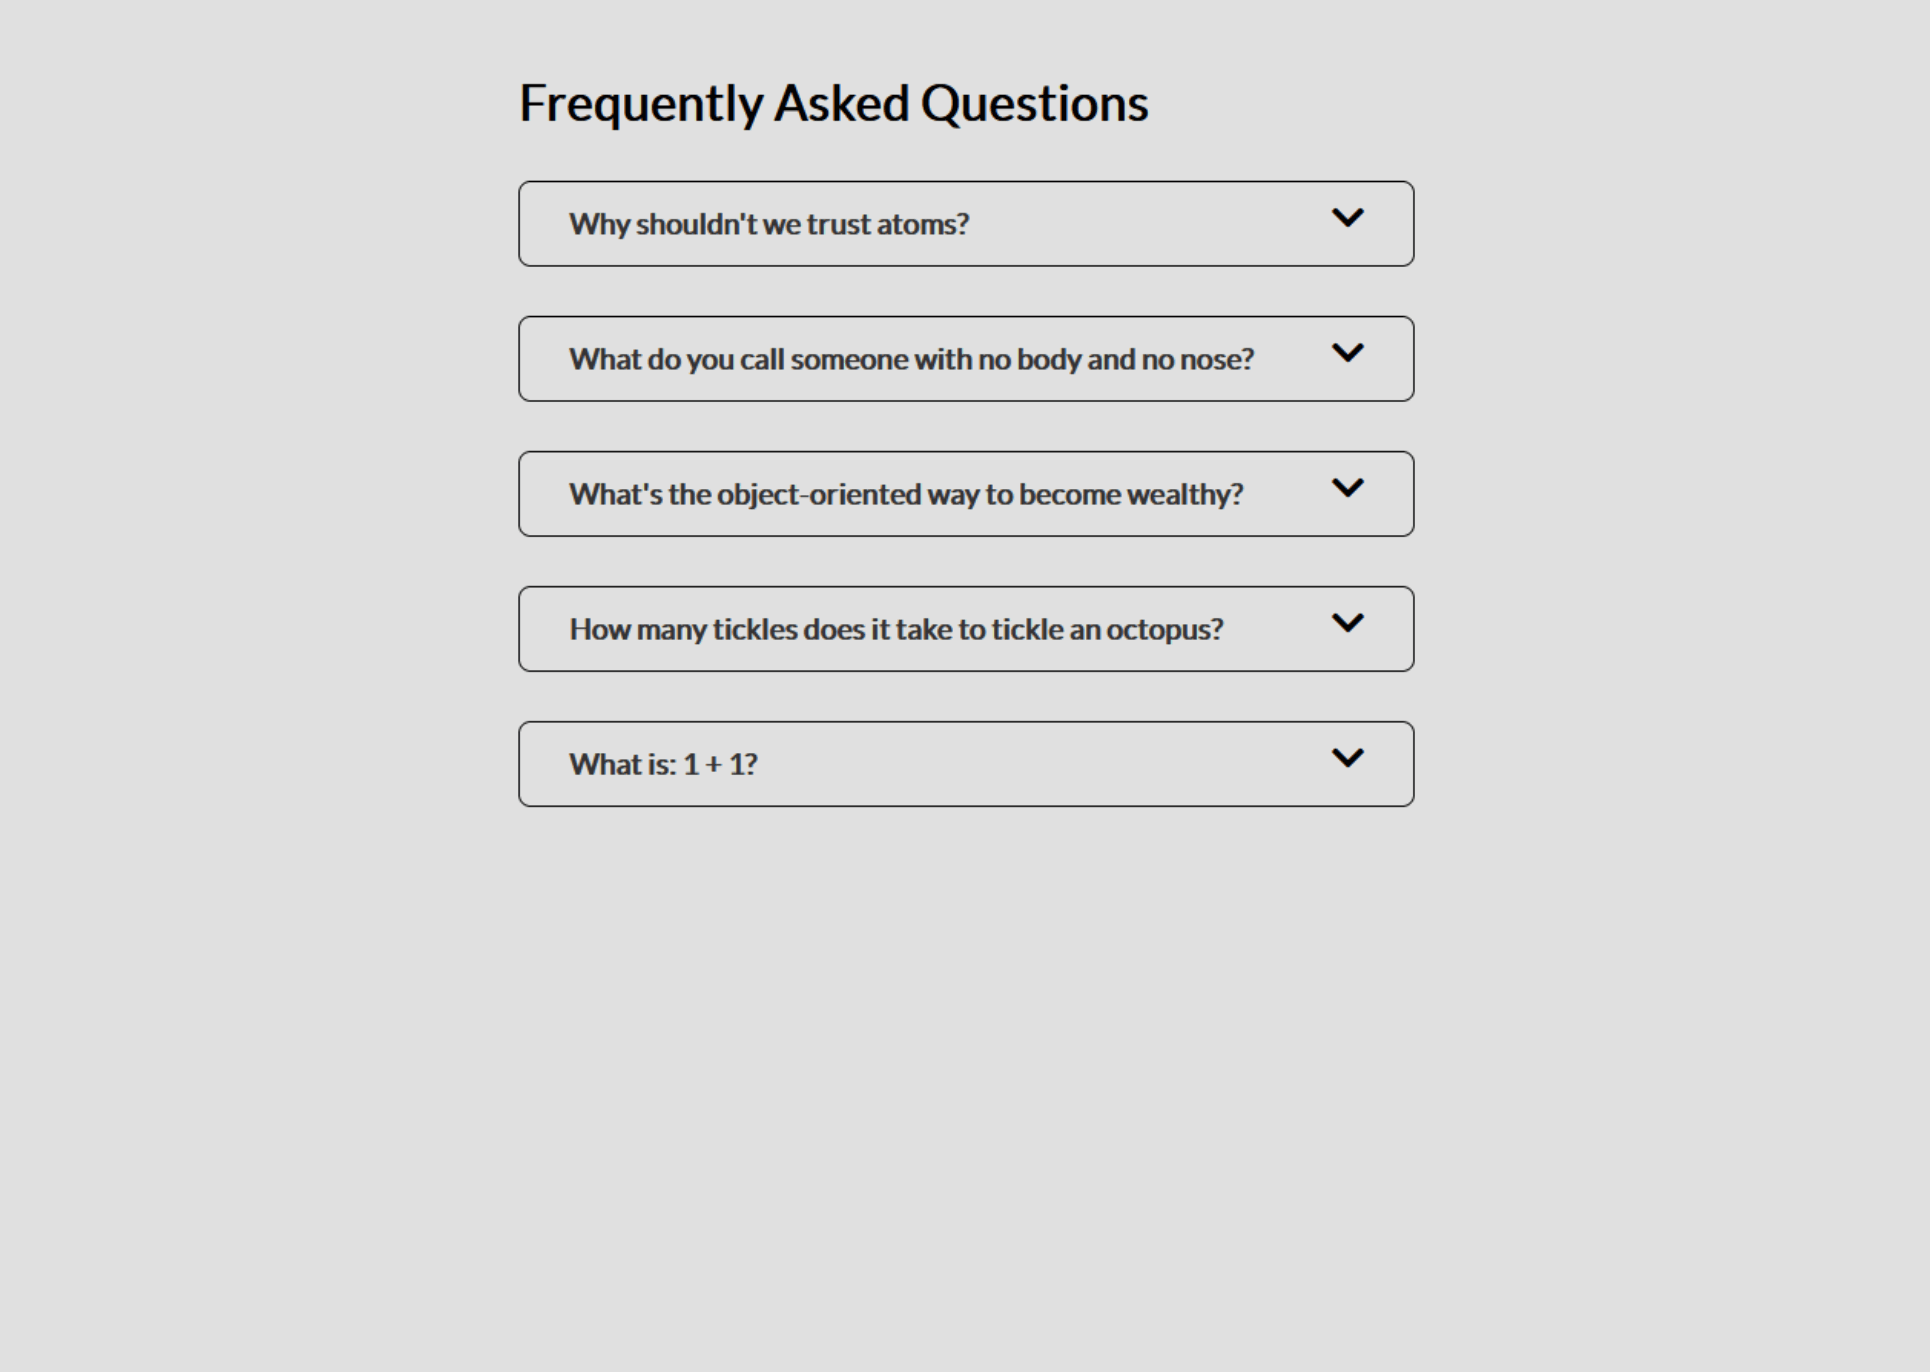 Frequently Asked Questions
Why shouldn't we trust atoms?
What do you call someone with no body and no nose?
What's the object-oriented way to become wealthy?
How many tickles does it take to tickle an octopus?
What is: 1 + 1?